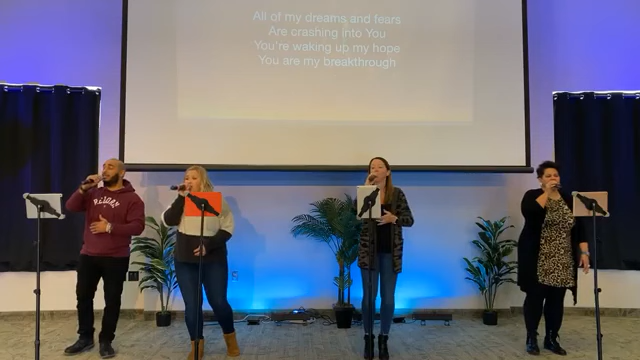 All of my dreams and fears
Are crashing into You
You're waking up my hope
You are my breakthrough